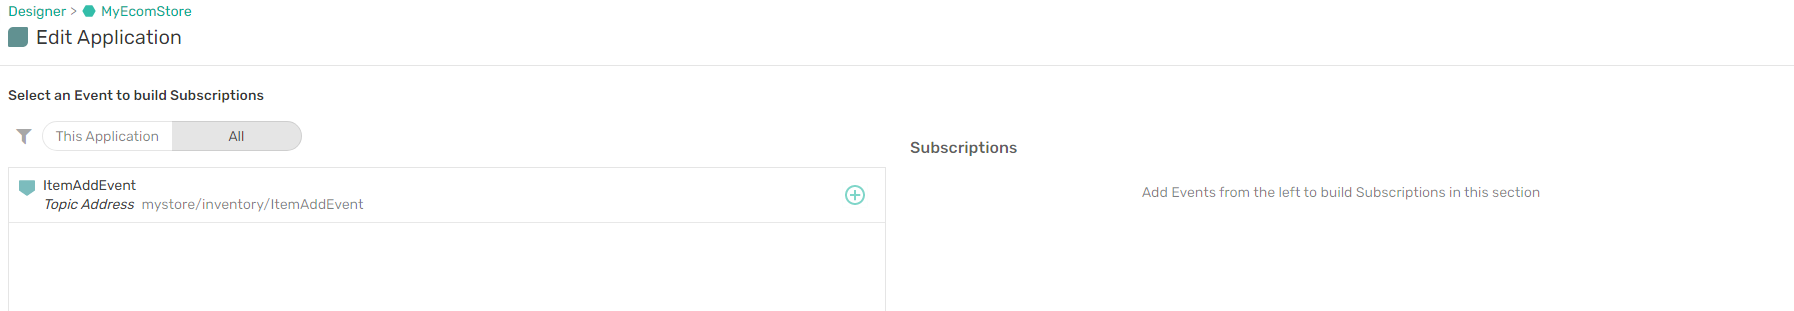 Designer > MyEcomStore
Edit Application
Select an Event to build Subscriptions
This Application All
Subscriptions
ItemAddEvent
Topic Address mystore/inventory/ItemAddEvent
Add Events from the left to build Subscriptions in this section